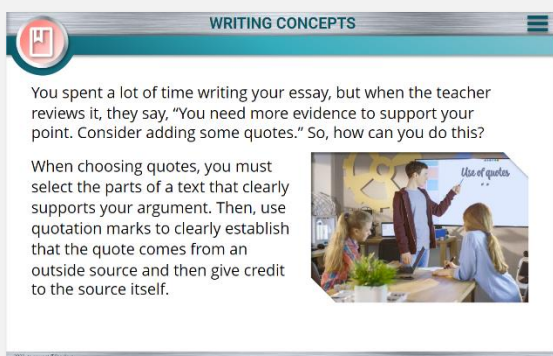 WRITING CONCEPTS
You spent a lot of time writing your essay, but when the teacher
reviews it, they say, “You need more evidence to support your
point. Consider adding some quotes.” So, how can you do this?
When choosing quotes, you must
select the parts of a text that clearly
supports your argument. Then, use
quotation marks to clearly establish
that the quote comes from an
outside source and then give credit
to the source itself.
Use of quotes